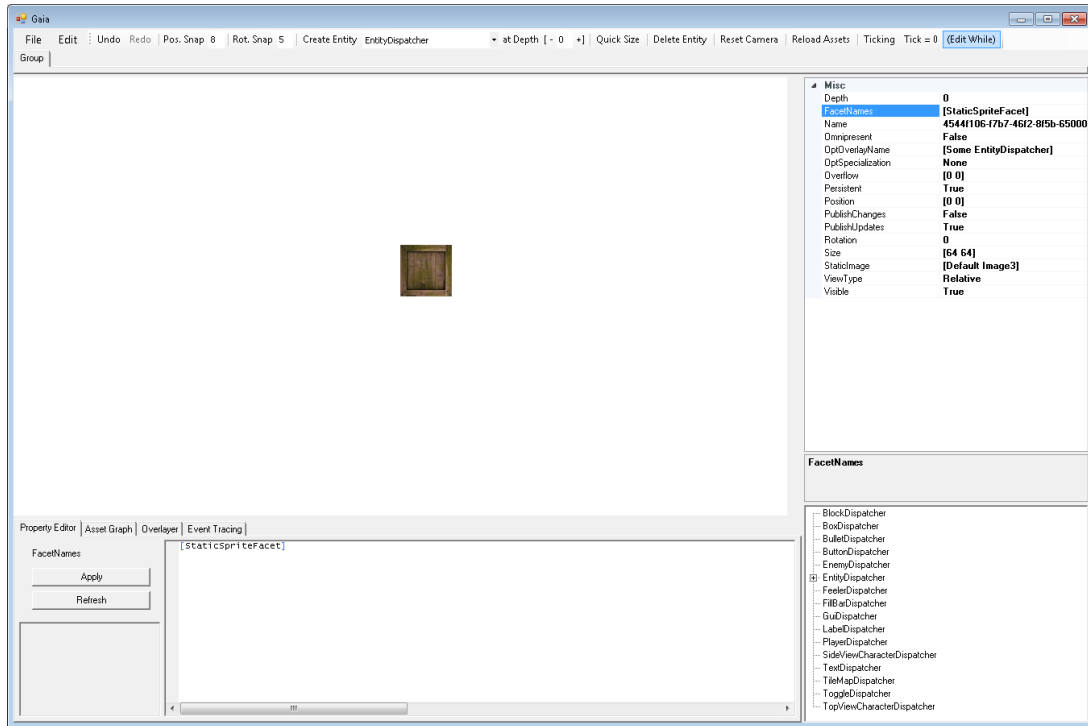 Gaia
File Edit Undo Redo Pos. Snap 8 Rot. Snap 5 Create Entity EntityDispatcher at Depth [ - 0 +] Quick Size Delete Entity Reset Camera Reload Assets Ticking Tick = 0 (Edit While)
Group
Misc
Depth 0
FacetNames [StaticSpriteFacet]
Name 4544f106-f7b7-46f2-8f5b-65000
Omnipresent False
OptOverlayName [Some EntityDispatcher]
OptSpecialization None
Overflow [0 0]
Persistent True
Position [0 0]
PublishChanges False
PublishUpdates True
Rotation 0
Size [64 64]
StaticImage [Default Image3]
ViewType Relative
Visible True
FacetNames
Property Editor Asset Graph Overlayer Event Tracing
FacetNames
Apply
Refresh
[StaticSpriteFacet]
BlockDispatcher
BoxDispatcher
BulletDispatcher
ButtonDispatcher
EnemyDispatcher
EntityDispatcher
FeelerDispatcher
FillBarDispatcher
GuiDispatcher
LabelDispatcher
PlayerDispatcher
SideViewCharacterDispatcher
TextDispatcher
TileMapDispatcher
ToggleDispatcher
TopViewCharacterDispatcher